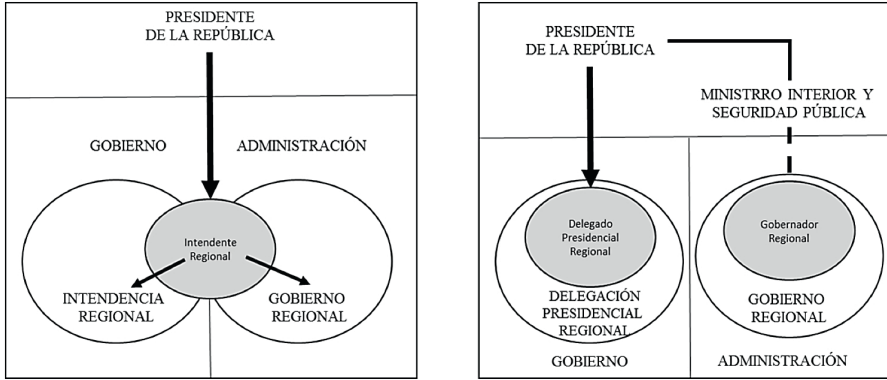 PRESIDENTE
DE LA REPÚBLICA
GOBIERNO
ADMINISTRACIÓN
Intendente
Regional
INTENDENCIA
REGIONAL
GOBIERNO
REGIONAL
PRESIDENTE
DE LA REPÚBLICA
MINISTRRO INTERIOR Y
SEGURIDAD PÚBLICA
Delegado
Presidencial
Regional
Gobernador
Regional
DELEGACIÓN
PRESIDENCIAL
REGIONAL
GOBIERNO
REGIONAL
GOBIERNO
ADMINISTRACIÓN